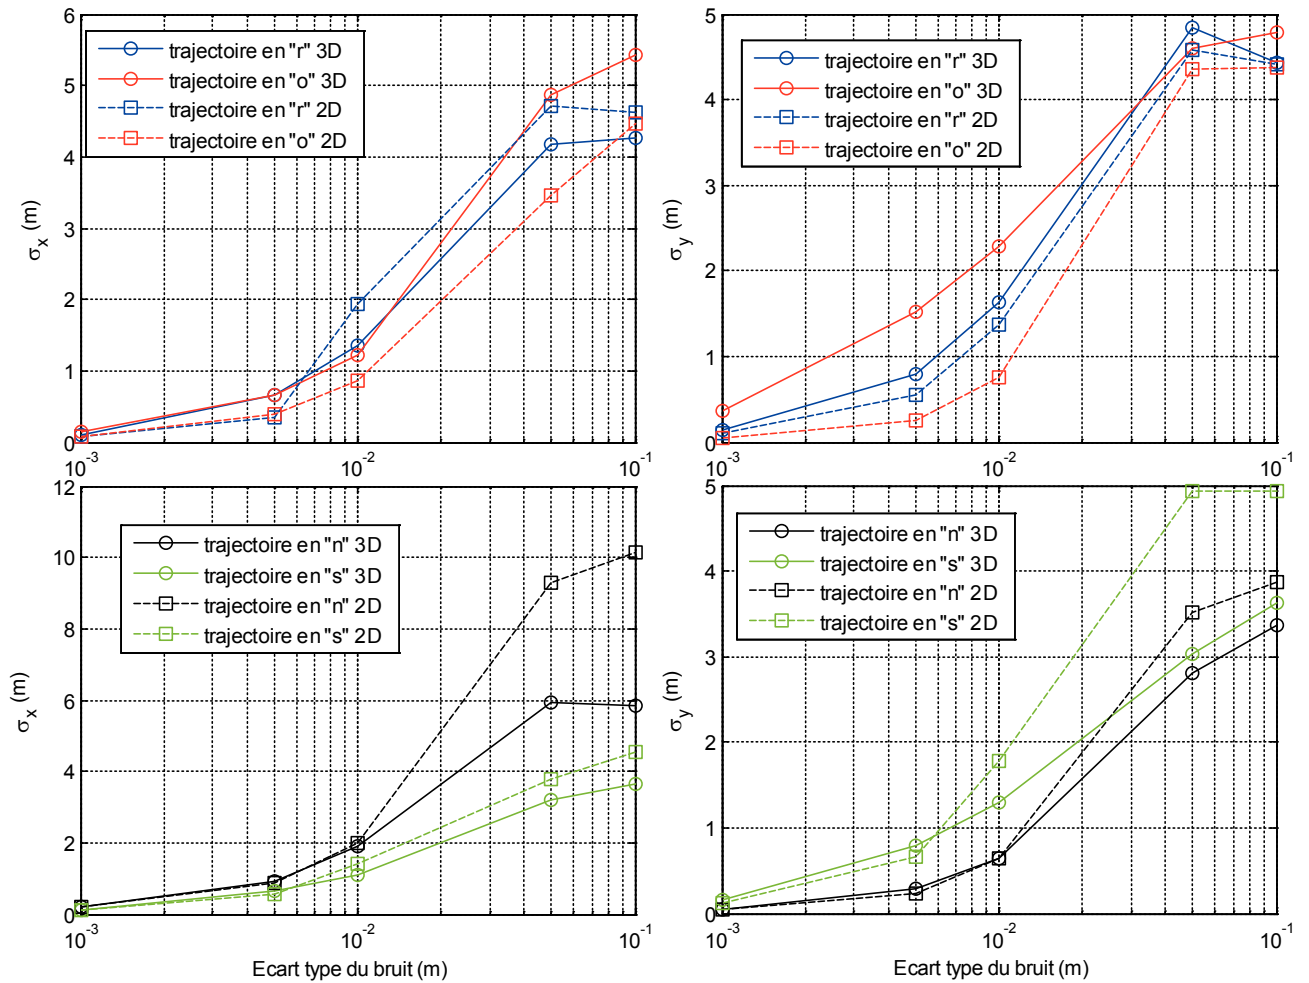 6
5
4
3
2
1
0
σx (m)
10-3
10-2
10-1
trajectoire en "r" 3D
trajectoire en "o" 3D
trajectoire en "r" 2D
trajectoire en "o" 2D
5
4
3
2
1
0
σy (m)
10-3
10-2
10-1
trajectoire en "r" 3D
trajectoire en "o" 3D
trajectoire en "r" 2D
trajectoire en "o" 2D
12
10
8
6
4
2
0
σx (m)
10-3
10-2
10-1
Ecart type du bruit (m)
trajectoire en "n" 3D
trajectoire en "s" 3D
trajectoire en "n" 2D
trajectoire en "s" 2D
5
4
3
2
1
0
σy (m)
10-3
10-2
10-1
Ecart type du bruit (m)
trajectoire en "n" 3D
trajectoire en "s" 3D
trajectoire en "n" 2D
trajectoire en "s" 2D